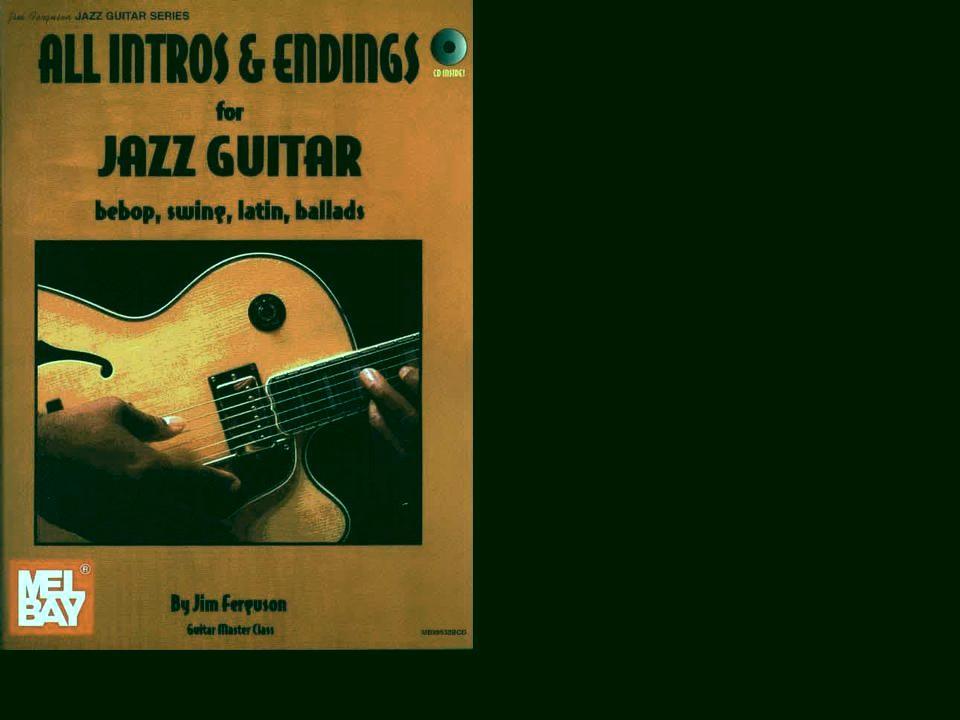 Jim Ferguson JAZZ GUITAR SERIES
ALL INTROS & ENDINGS
CD INSIDE!
for
JAZZ GUITAR
bebop, swing, latin, ballads
MEL
BAY
®
By Jim Ferguson
Guitar Master Class